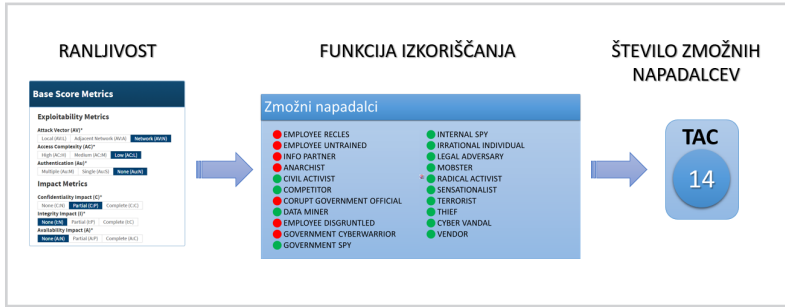 RANLJIVOST
FUNKCIJA IZKORIŠČANJA
ŠTEVILO ZMOŽNIH
NAPADALCEV
Base Score Metrics
Exploitability Metrics
Attack Vector (AV)*
Local (AV:L) Adjacent Network (AV:A) Network (AV:N)
Access Complexity (AC)*
High (AC:H) Medium (AC:M) Low (AC:L)
Authentication (Au)*
Multiple (Au:M) Single (Au:S) None (Au:N)
Impact Metrics
Confidentiality Impact (C)*
None (C:N) Partial (C:P) Complete (C:C)
Integrity Impact (I)*
None (I:N) Partial (I:P) Complete (I:C)
Availability Impact (A)*
None (A:N) Partial (A:P) Complete (A:C)
Zmožni napadalci
EMPLOYEE RECLES
EMPLOYEE UNTRAINED
INFO PARTNER
ANARCHIST
CIVIL ACTIVIST
COMPETITOR
CORUPT GOVERNMENT OFFICIAL
DATA MINER
EMPLOYEE DISGRUNTLED
GOVERNMENT CYBERWARRIOR
GOVERNMENT SPY
INTERNAL SPY
IRRATIONAL INDIVIDUAL
LEGAL ADVERSARY
MOBSTER
RADICAL ACTIVIST
SENSATIONALIST
TERRORIST
THIEF
CYBER VANDAL
VENDOR
TAC
14